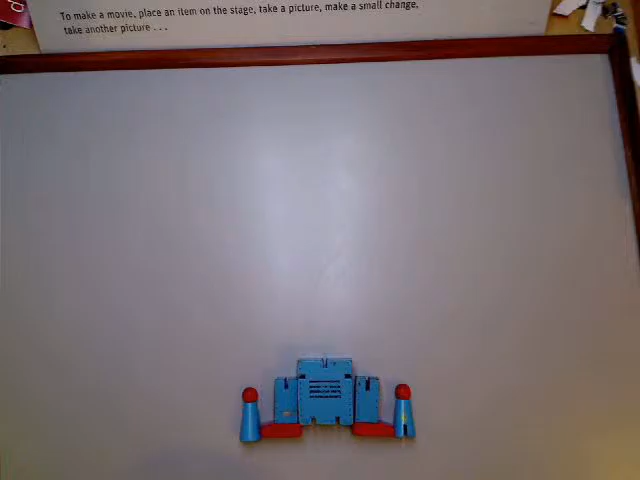 To make a movie, place an item on the stage, take a picture, make a small change,
take another picture . . .